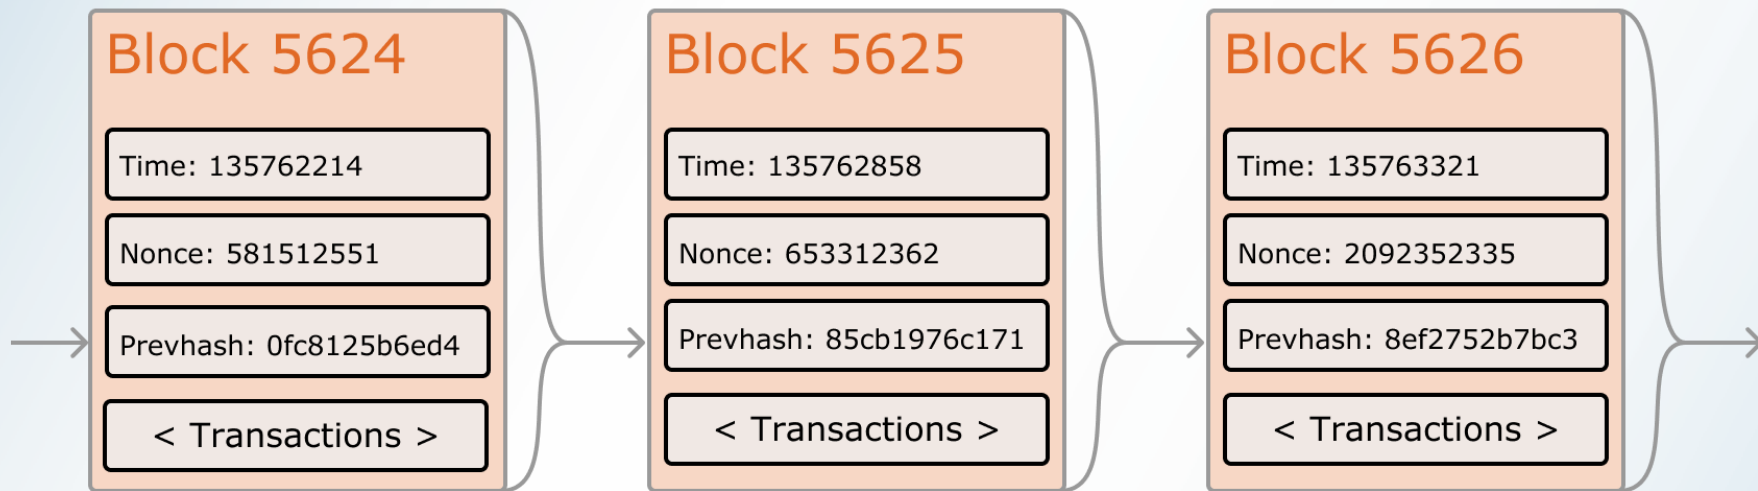 Block 5624
Time: 135762214
Nonce: 581512551
Prevhash: 0fc8125b6ed4
< Transactions >
Block 5625
Time: 135762858
Nonce: 653312362
Prevhash: 85cb1976c171
< Transactions >
Block 5626
Time: 135763321
Nonce: 2092352335
Prevhash: 8ef2752b7bc3
< Transactions >